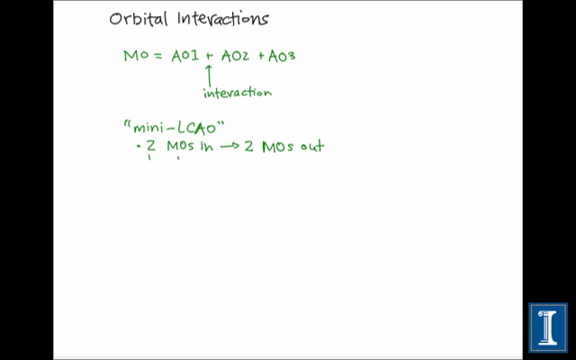 Orbital Interactions
MO = AO1 + AO2 + AO3
interaction
"mini-LCAO"
· 2 MOs in → 2 MOs out